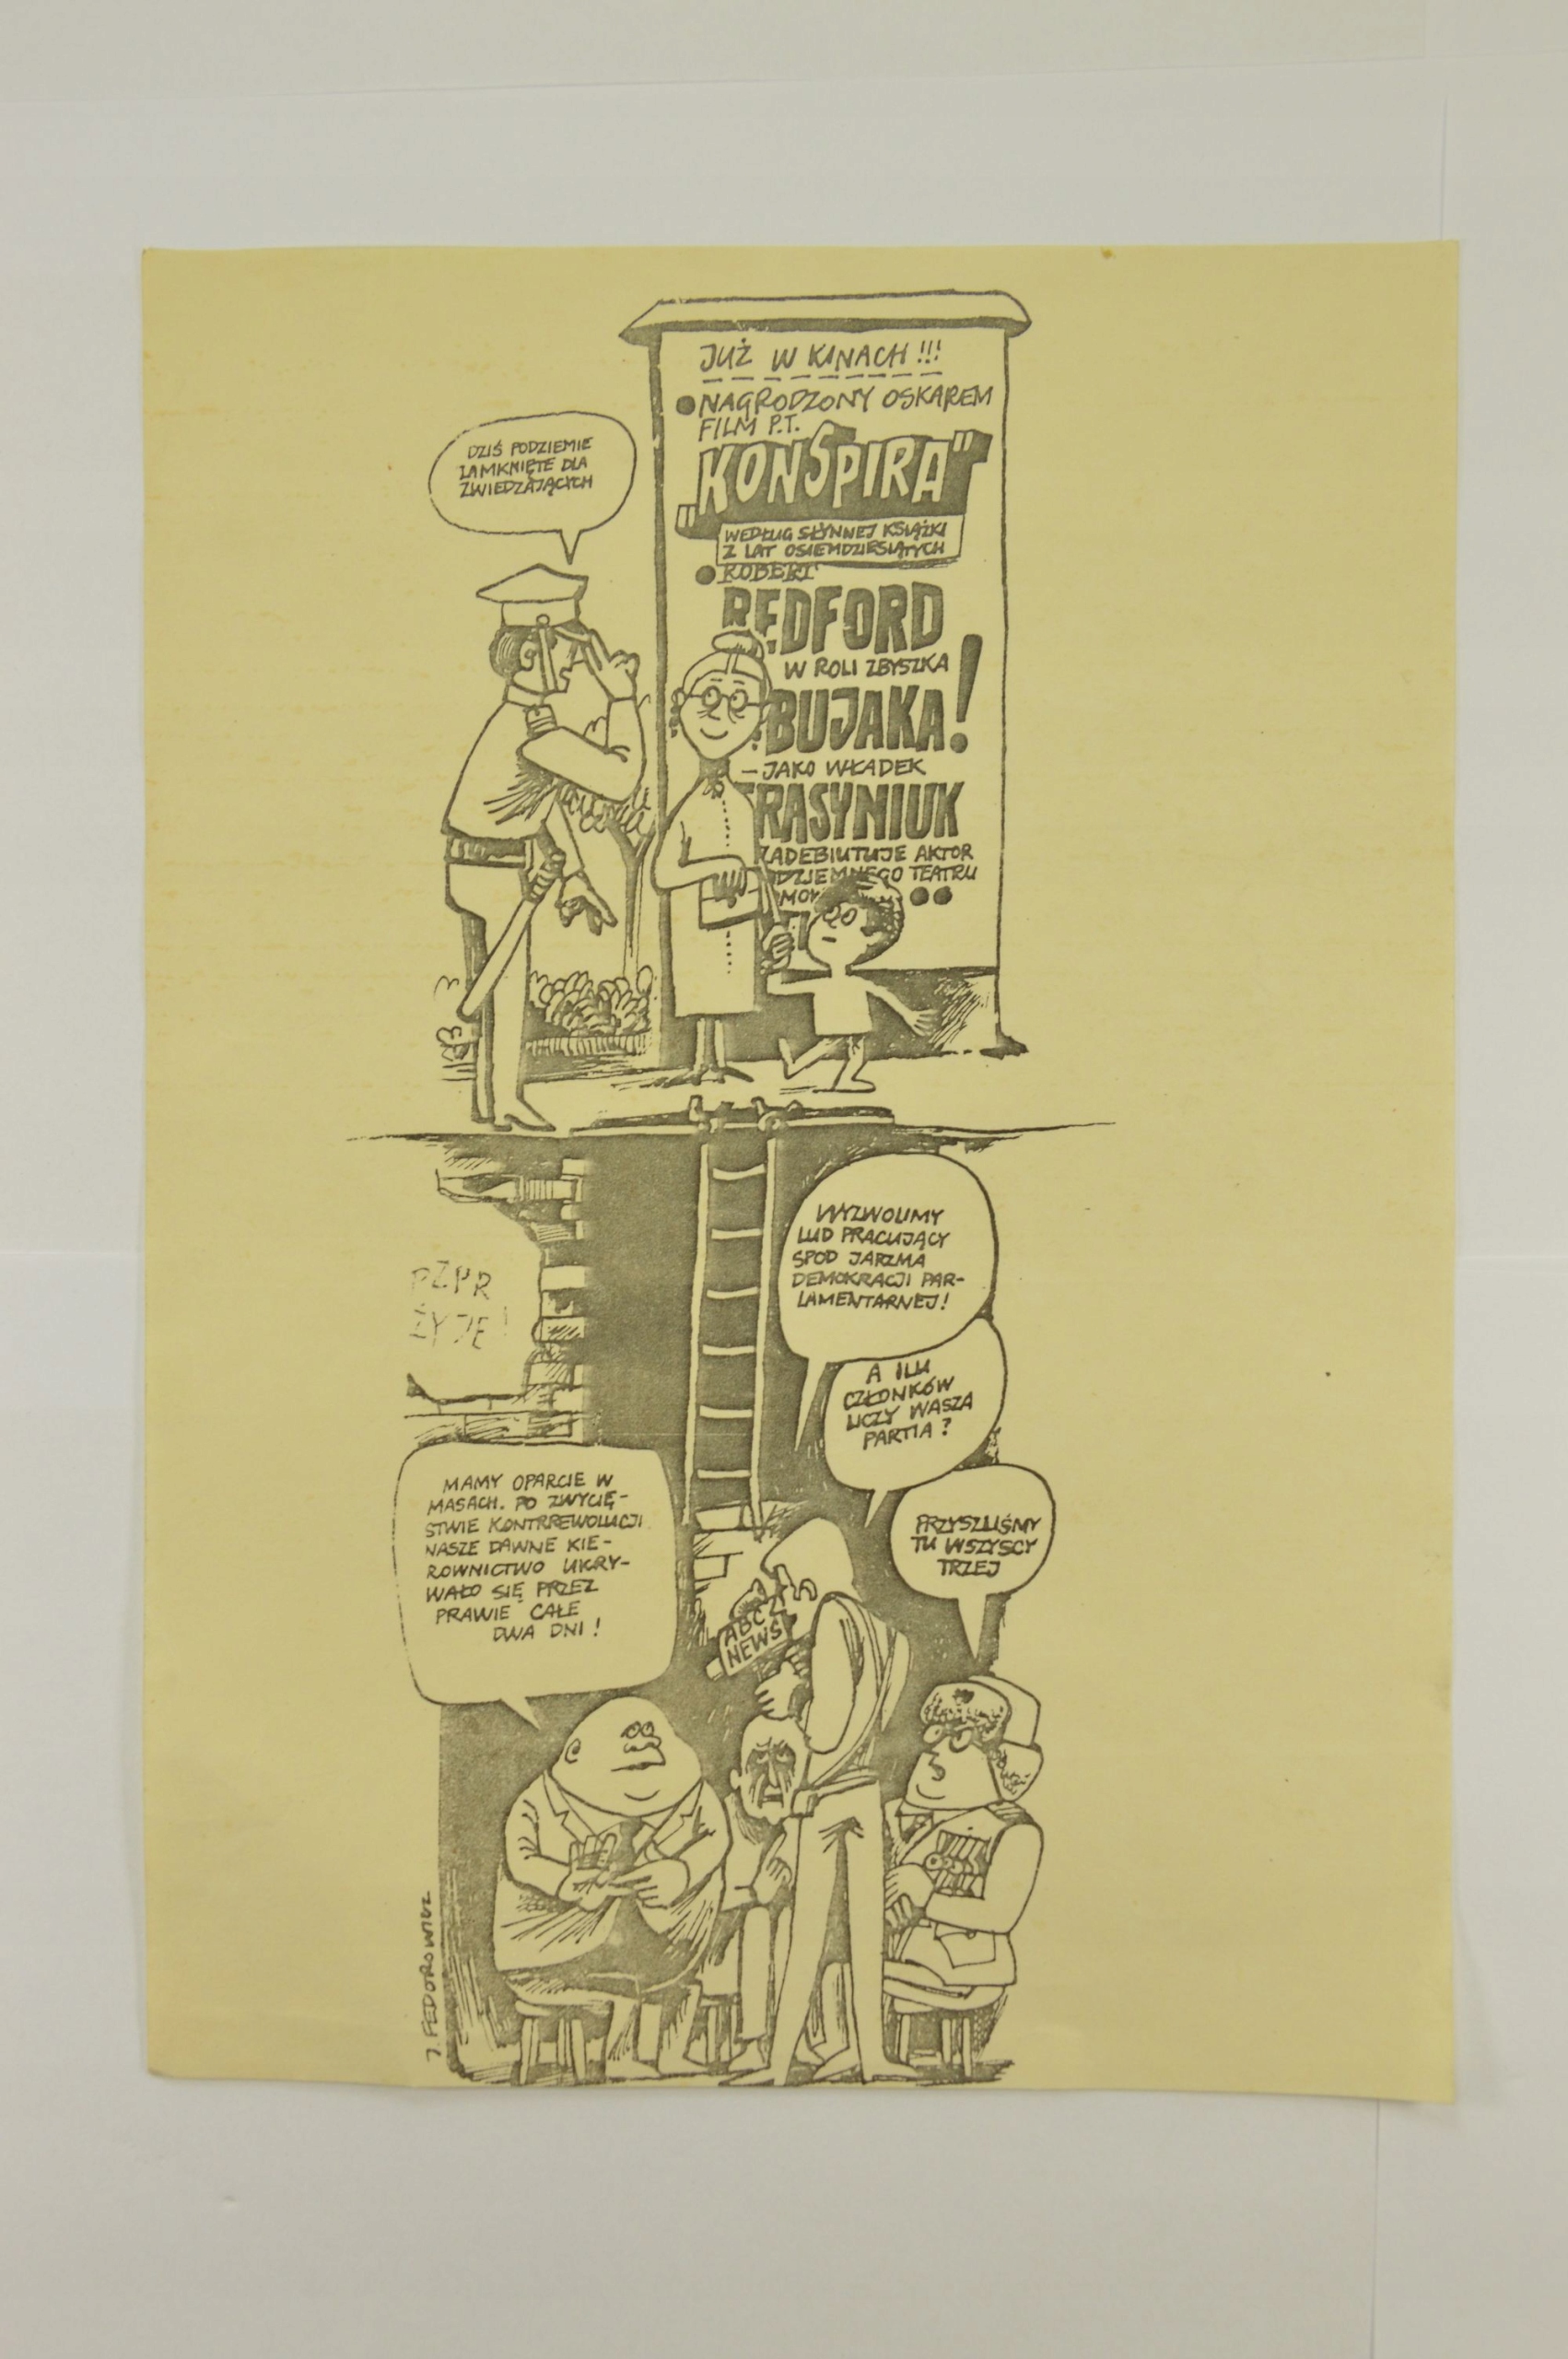 JUŻ W KINACH !!!
NAGRODZONY OSKAREM
FILM P.T.
„KONSPIRA"
WEDŁUG SŁYNNEJ KSIĄŻKI
Z LAT OSIEMDZIESIĄTYCH
ROBERT
REDFORD
W ROLI ZBYSZKA
BUJAKA!
– JAKO WŁADEK
FRASYNIUK
ZADEBIUTUJE AKTOR
TEATRU
DZIŚ PODZIEMIE
ZAMKNIĘTE DLA
ZWIEDZAJĄCYCH
PZPR
ŻYJE!
WYZWOLIMY
LUD PRACUJĄCY
SPOD JARZMA
DEMOKRACJI PAR-
LAMENTARNEJ!
A ILU
CZŁONKÓW
LICZY WASZA
PARTIA?
PRZYSZLIŚMY
TU WSZYSCY
TRZEJ
MAMY OPARCIE W
MASACH. PO ZWYCIĘ-
STWIE KONTRREWOLUCJI
NASZE DAWNE KIE-
ROWNICTWO UKRY-
WAŁO SIĘ PRZEZ
PRAWIE CAŁE
DWA DNI!
NEWS
J. FEDOROWICZ